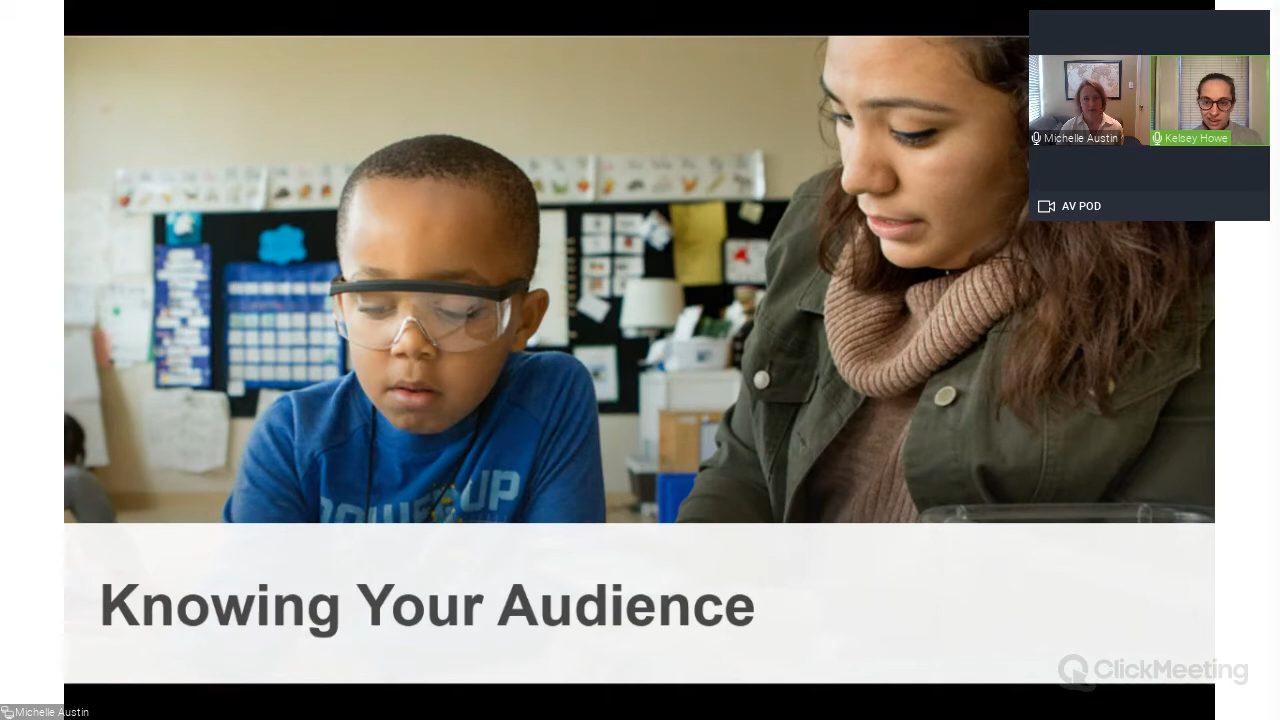 Michelle Austin
Kelsey Howe
AV POD
POWER UP
Knowing Your Audience
ClickMeeting
Michelle Austin